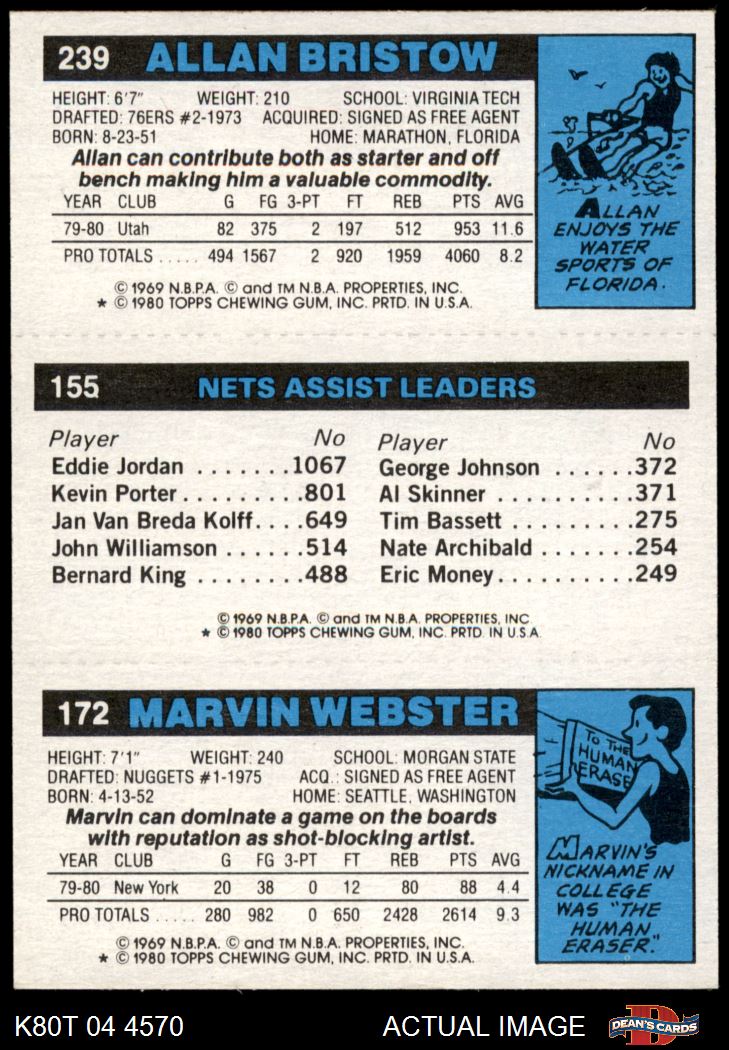 239 ALLAN BRISTOW
HEIGHT: 6'7" WEIGHT: 210 SCHOOL: VIRGINIA TECH
DRAFTED: 76ERS #2-1973 ACQUIRED: SIGNED AS FREE AGENT
BORN: 8-23-51 HOME: MARATHON, FLORIDA
Allan can contribute both as starter and off
bench making him a valuable commodity.
YEAR CLUB G FG 3-PT FT REB PTS AVG
79-80 Utah 82 375 2 197 512 953 11.6
PRO TOTALS ..... 494 1567 2 920 1959 4060 8.2
© 1969 N.B.P.A. © and TM N.B.A. PROPERTIES, INC.
★ © 1980 TOPPS CHEWING GUM, INC. PRTD. IN U.S.A.
ALLAN
ENJOYS THE
WATER
SPORTS OF
FLORIDA.
155 NETS ASSIST LEADERS
Player No Player No
Eddie Jordan .......1067 George Johnson ......372
Kevin Porter.........801 Al Skinner ..........371
Jan Van Breda Kolff....649 Tim Bassett .........275
John Williamson ......514 Nate Archibald .......254
Bernard King ........488 Eric Money..........249
© 1969 N.B.P.A. © and TM N.B.A. PROPERTIES, INC
★ © 1980 TOPPS CHEWING GUM, INC. PRTD IN U.S.A.
172 MARVIN WEBSTER
HEIGHT: 7'1" WEIGHT: 240 SCHOOL: MORGAN STATE
DRAFTED: NUGGETS #1-1975 ACQ.: SIGNED AS FREE AGENT
BORN: 4-13-52 HOME: SEATTLE, WASHINGTON
Marvin can dominate a game on the boards
with reputation as shot-blocking artist.
YEAR CLUB G FG 3-PT FT REB PTS AVG
79-80 New York 20 38 0 12 80 88 4.4
PRO TOTALS ..... 280 982 0 650 2428 2614 9.3
© 1969 N.B.P.A. © and TM N.B.A. PROPERTIES, INC.
★ © 1980 TOPPS CHEWING GUM, INC. PRTD. IN U.S.A.
TO THE
HUMAN
ERASE
MARVIN'S
NICKNAME IN
COLLEGE
WAS "THE
HUMAN
ERASER."
K80T 04 4570 ACTUAL IMAGE
D
DEAN'S CARDS